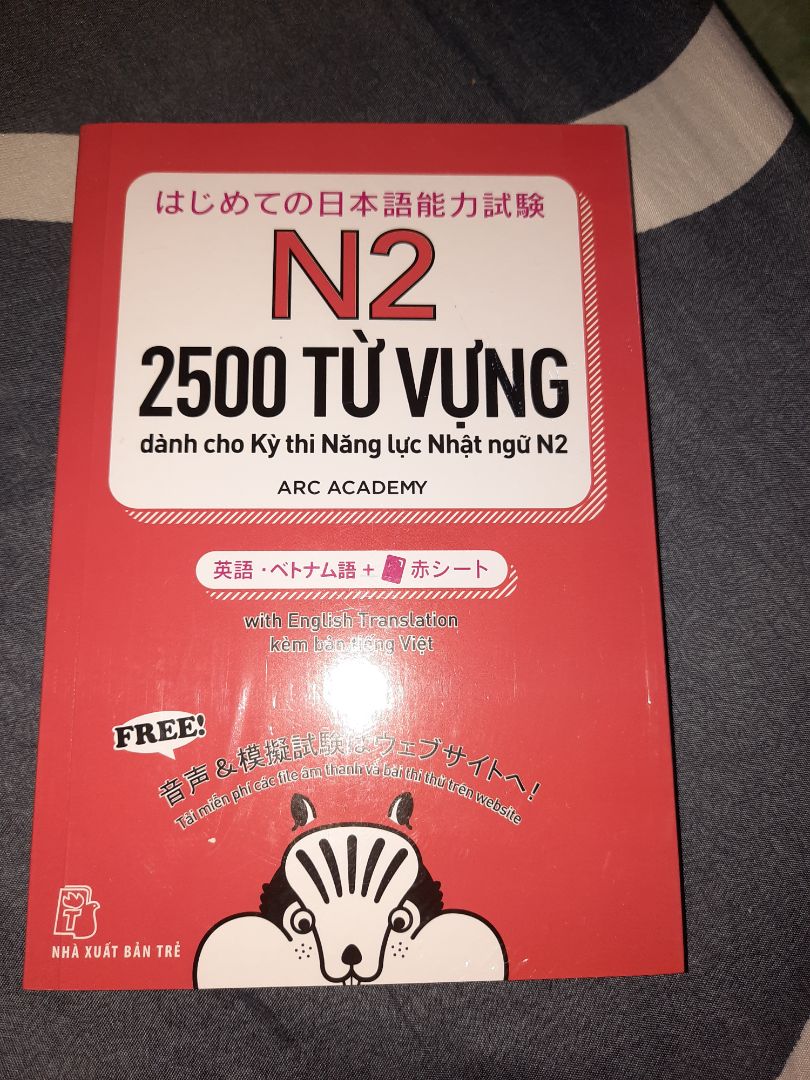 はじめての日本語能力試験
N2
2500 TỪ VỰNG
dành cho Kỳ thi Năng lực Nhật ngữ N2
ARC ACADEMY
英語・ベトナム語 + 赤シート
with English Translation
kèm bản tiếng Việt
FREE!
音声&模擬試験はウェブサイトへ!
Tải miễn phí các file âm thanh và bài thi thử trên website
T
NHÀ XUẤT BẢN TRẺ